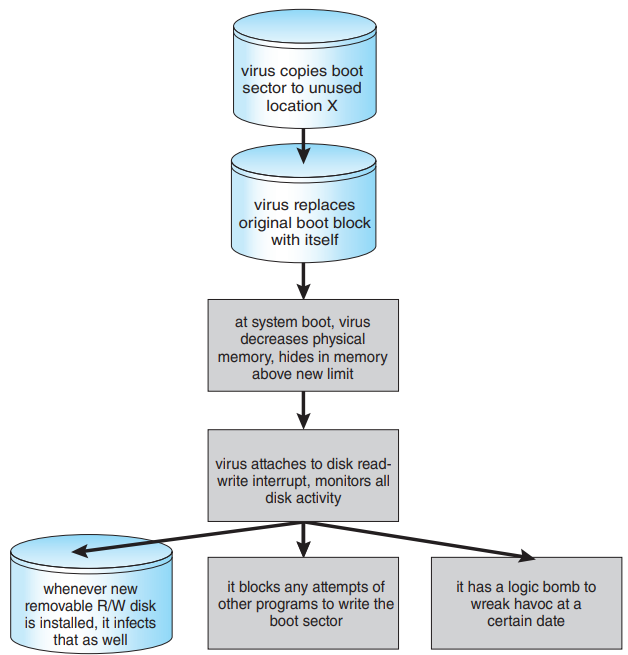 virus copies boot
sector to unused
location X
virus replaces
original boot block
with itself
at system boot, virus
decreases physical
memory, hides in memory
above new limit
virus attaches to disk read-
write interrupt, monitors all
disk activity
whenever new
removable R/W disk
is installed, it infects
that as well
it blocks any attempts of
other programs to write the
boot sector
it has a logic bomb to
wreak havoc at a
certain date